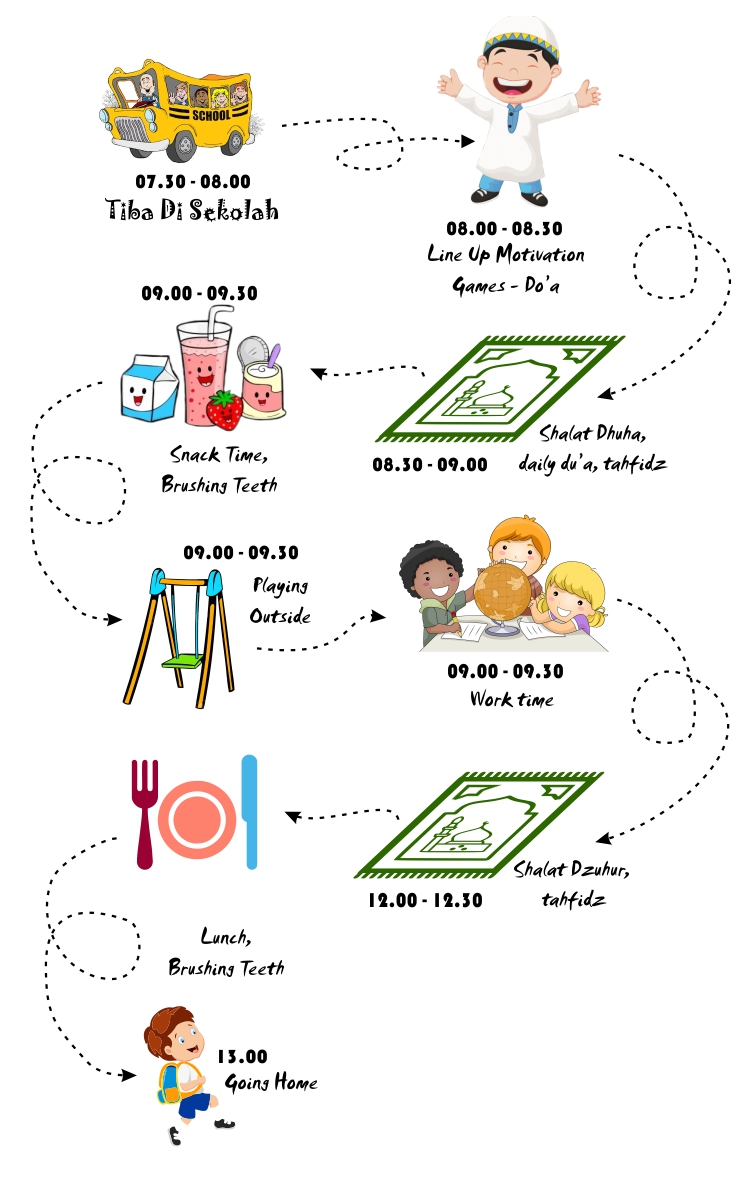 SCHOOL
07.30 - 08.00
Tiba Di Sekolah
08.00 - 08.30
Line Up Motivation
Games - Do'a
08.30 - 09.00
Shalat Dhuha,
daily du'a, tahfidz
09.00 - 09.30
Snack Time,
Brushing Teeth
09.00 - 09.30
Playing
Outside
09.00 - 09.30
Work time
12.00 - 12.30
Shalat Dzuhur,
tahfidz
Lunch,
Brushing Teeth
13.00
Going Home